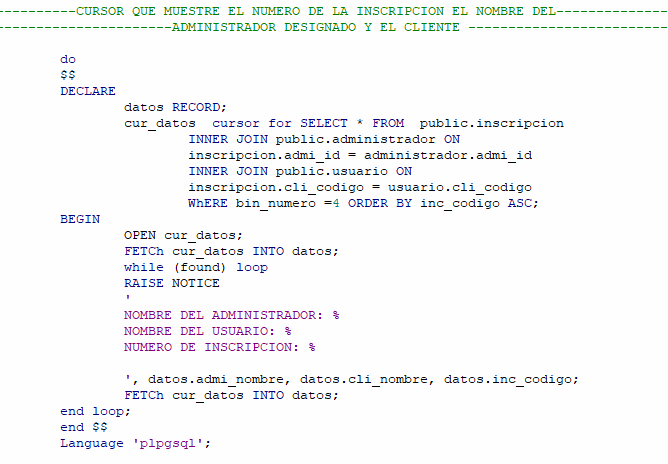 ----------CURSOR QUE MUESTRE EL NUMERO DE LA INSCRIPCION EL NOMBRE DEL--------------
----------------------ADMINISTRADOR DESIGNADO Y EL CLIENTE -------------------------
do
$$
DECLARE
datos RECORD;
cur_datos  cursor for SELECT * FROM  public.inscripcion
INNER JOIN public.administrador ON
inscripcion.admi_id = administrador.admi_id
INNER JOIN public.usuario ON
inscripcion.cli_codigo = usuario.cli_codigo
WhERE bin_numero =4 ORDER BY inc_codigo ASC;
BEGIN
OPEN cur_datos;
FETCh cur_datos INTO datos;
while (found) loop
RAISE NOTICE
'
NOMBRE DEL ADMINISTRADOR: %
NOMBRE DEL USUARIO: %
NUMERO DE INSCRIPCION: %
', datos.admi_nombre, datos.cli_nombre, datos.inc_codigo;
FETCh cur_datos INTO datos;
end loop;
end $$
Language 'plpgsql';